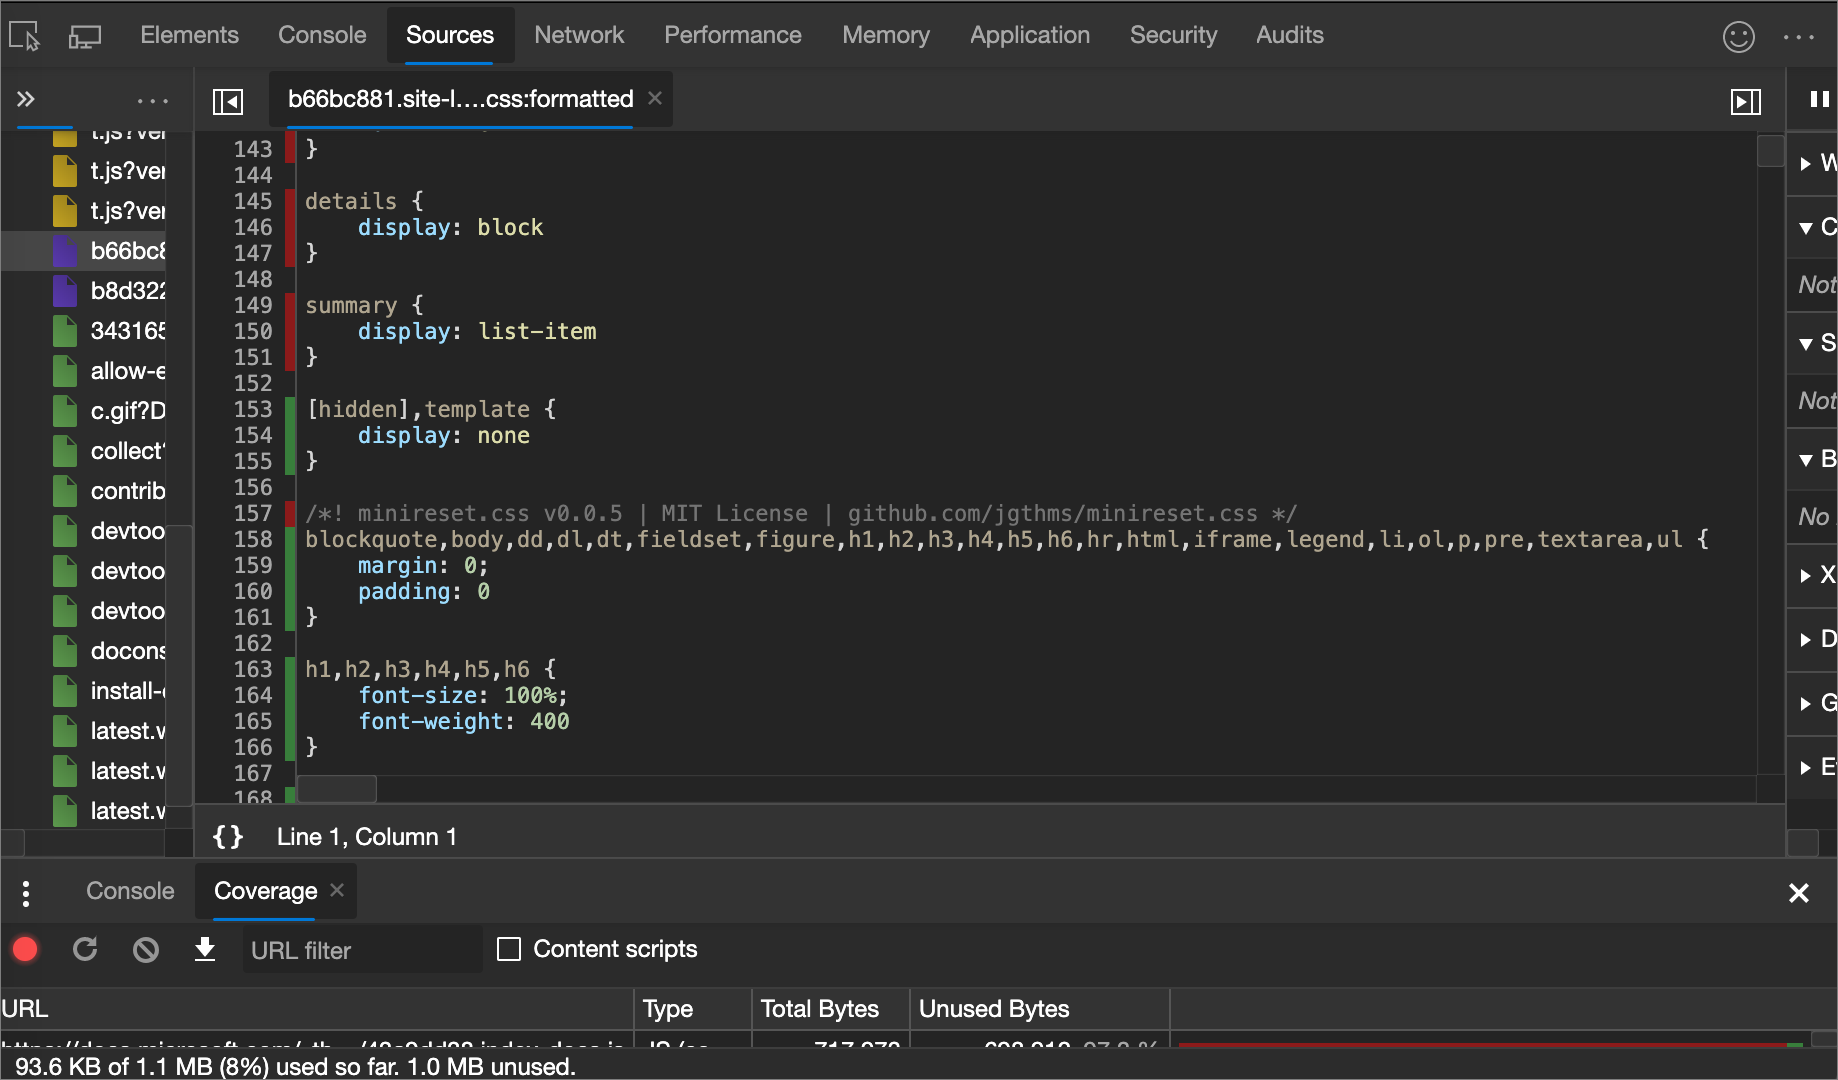 Elements Console Sources Network Performance Memory Application Security Audits
b66bc881.site-l....css:formatted
t.js?ver
t.js?ver
t.js?ver
b66bc8
b8d322
343165
allow-e
c.gif?D
collect
contrib
devtoo
devtoo
devtoo
docons
install-
latest.v
latest.v
latest.v
143 }
144
145 details {
146 display: block
147 }
148
149 summary {
150 display: list-item
151 }
152
153 [hidden],template {
154 display: none
155 }
156
157 /*! minireset.css v0.0.5 | MIT License | github.com/jgthms/minireset.css */
158 blockquote,body,dd,dl,dt,fieldset,figure,h1,h2,h3,h4,h5,h6,hr,html,iframe,legend,li,ol,p,pre,textarea,ul {
159 margin: 0;
160 padding: 0
161 }
162
163 h1,h2,h3,h4,h5,h6 {
164 font-size: 100%;
165 font-weight: 400
166 }
167
168
{} Line 1, Column 1
W
C
Not
S
Not
B
No
X
D
G
E
Console Coverage
URL filter Content scripts
URL Type Total Bytes Unused Bytes
93.6 KB of 1.1 MB (8%) used so far. 1.0 MB unused.